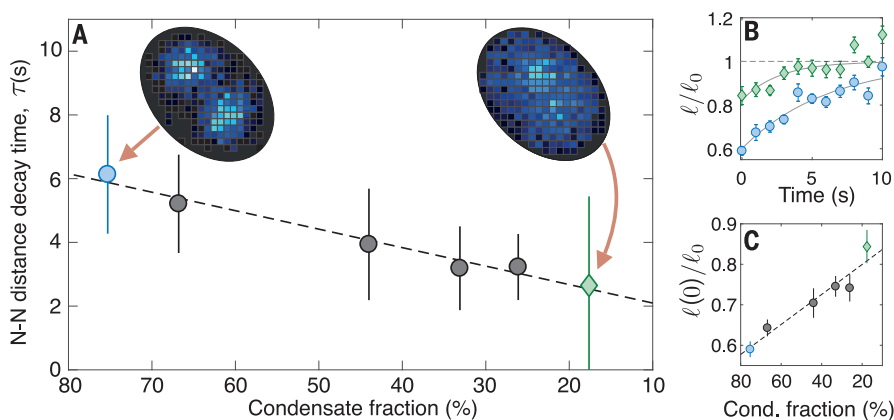 A
N-N distance decay time, τ(s)
10
8
6
4
2
0
80 70 60 50 40 30 20 10
Condensate fraction (%)
B
ℓ/ℓ₀
1
0.8
0.6
0 5 10
Time (s)
C
ℓ(0)/ℓ₀
0.9
0.8
0.7
0.6
80 60 40 20
Cond. fraction (%)